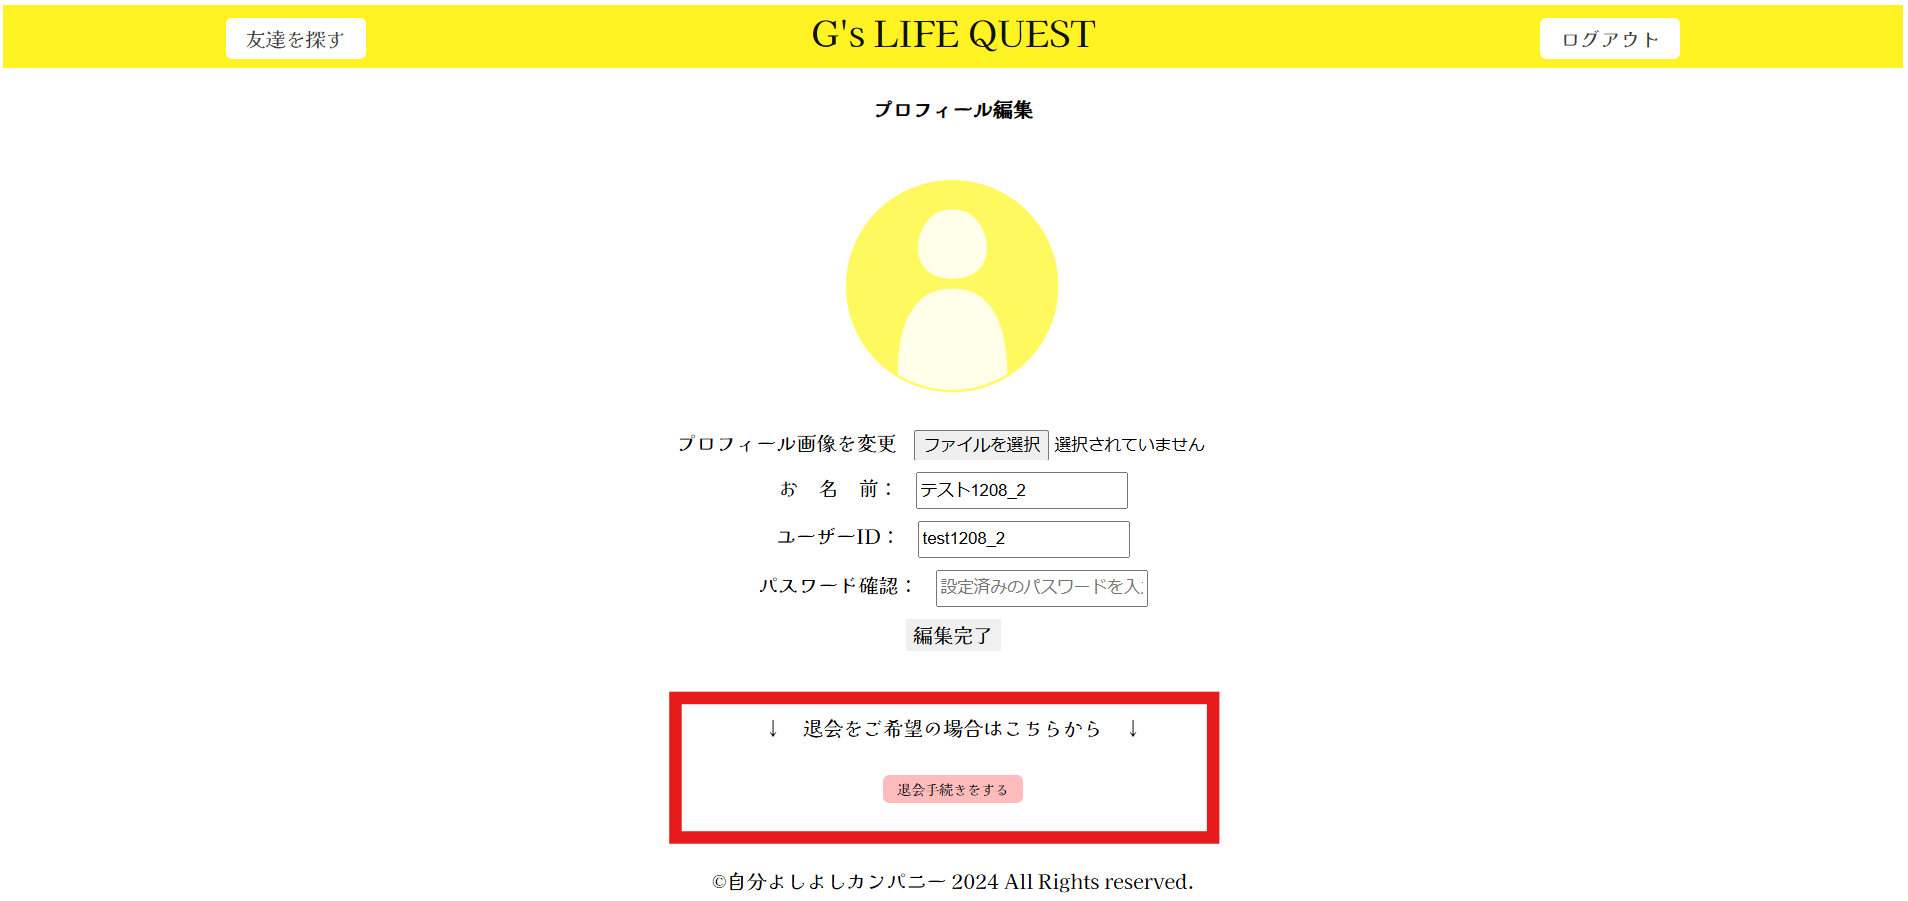 友達を探す
G's LIFE QUEST
ログアウト
プロフィール編集
プロフィール画像を変更 ファイルを選択 選択されていません
お　名　前： テスト1208_2
ユーザーID： test1208_2
パスワード確認： 設定済みのパスワードを入
編集完了
↓　退会をご希望の場合はこちらから　↓
退会手続きをする
©自分よしよしカンパニー 2024 All Rights reserved.